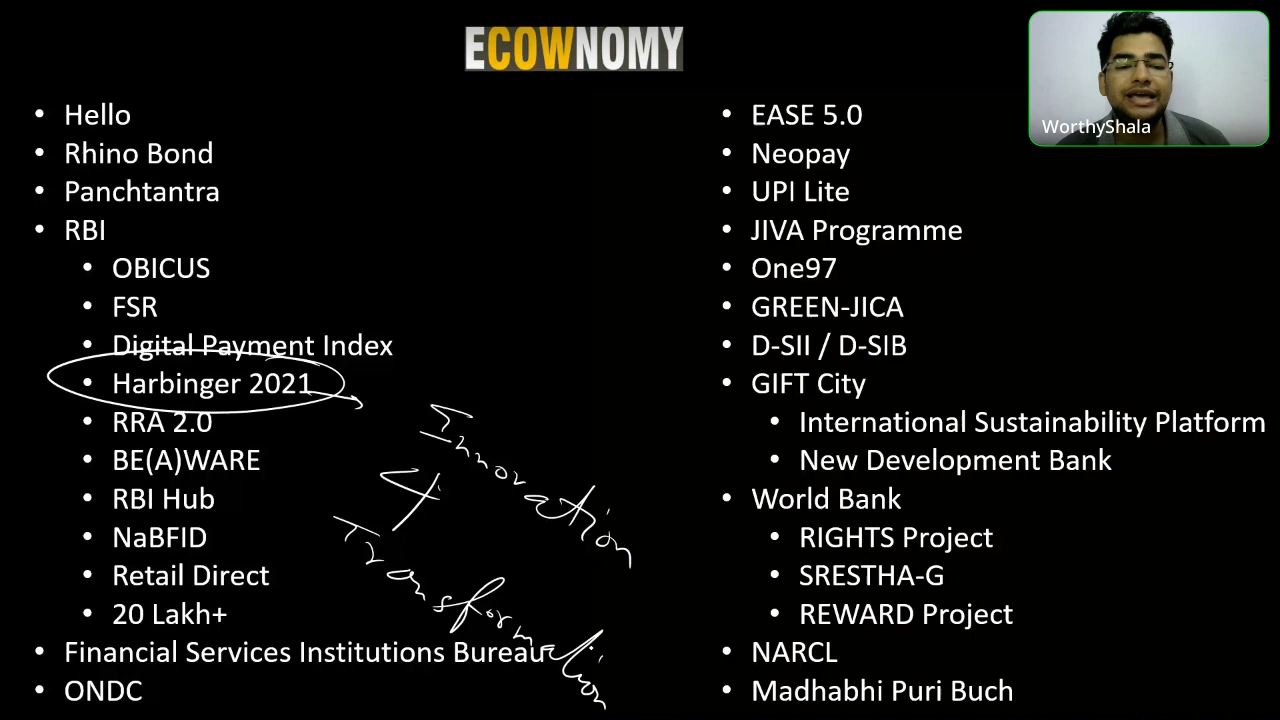 ECOWNOMY
WorthyShala
• Hello
• Rhino Bond
• Panchtantra
• RBI
• OBICUS
• FSR
• Digital Payment Index
• Harbinger 2021
• RRA 2.0
• BE(A)WARE
• RBI Hub
• NaBFID
• Retail Direct
• 20 Lakh+
• Financial Services Institutions Bureau
• ONDC
Innovation
4
Transformation
• EASE 5.0
• Neopay
• UPI Lite
• JIVA Programme
• One97
• GREEN-JICA
• D-SII / D-SIB
• GIFT City
• International Sustainability Platform
• New Development Bank
• World Bank
• RIGHTS Project
• SRESTHA-G
• REWARD Project
• NARCL
• Madhabhi Puri Buch